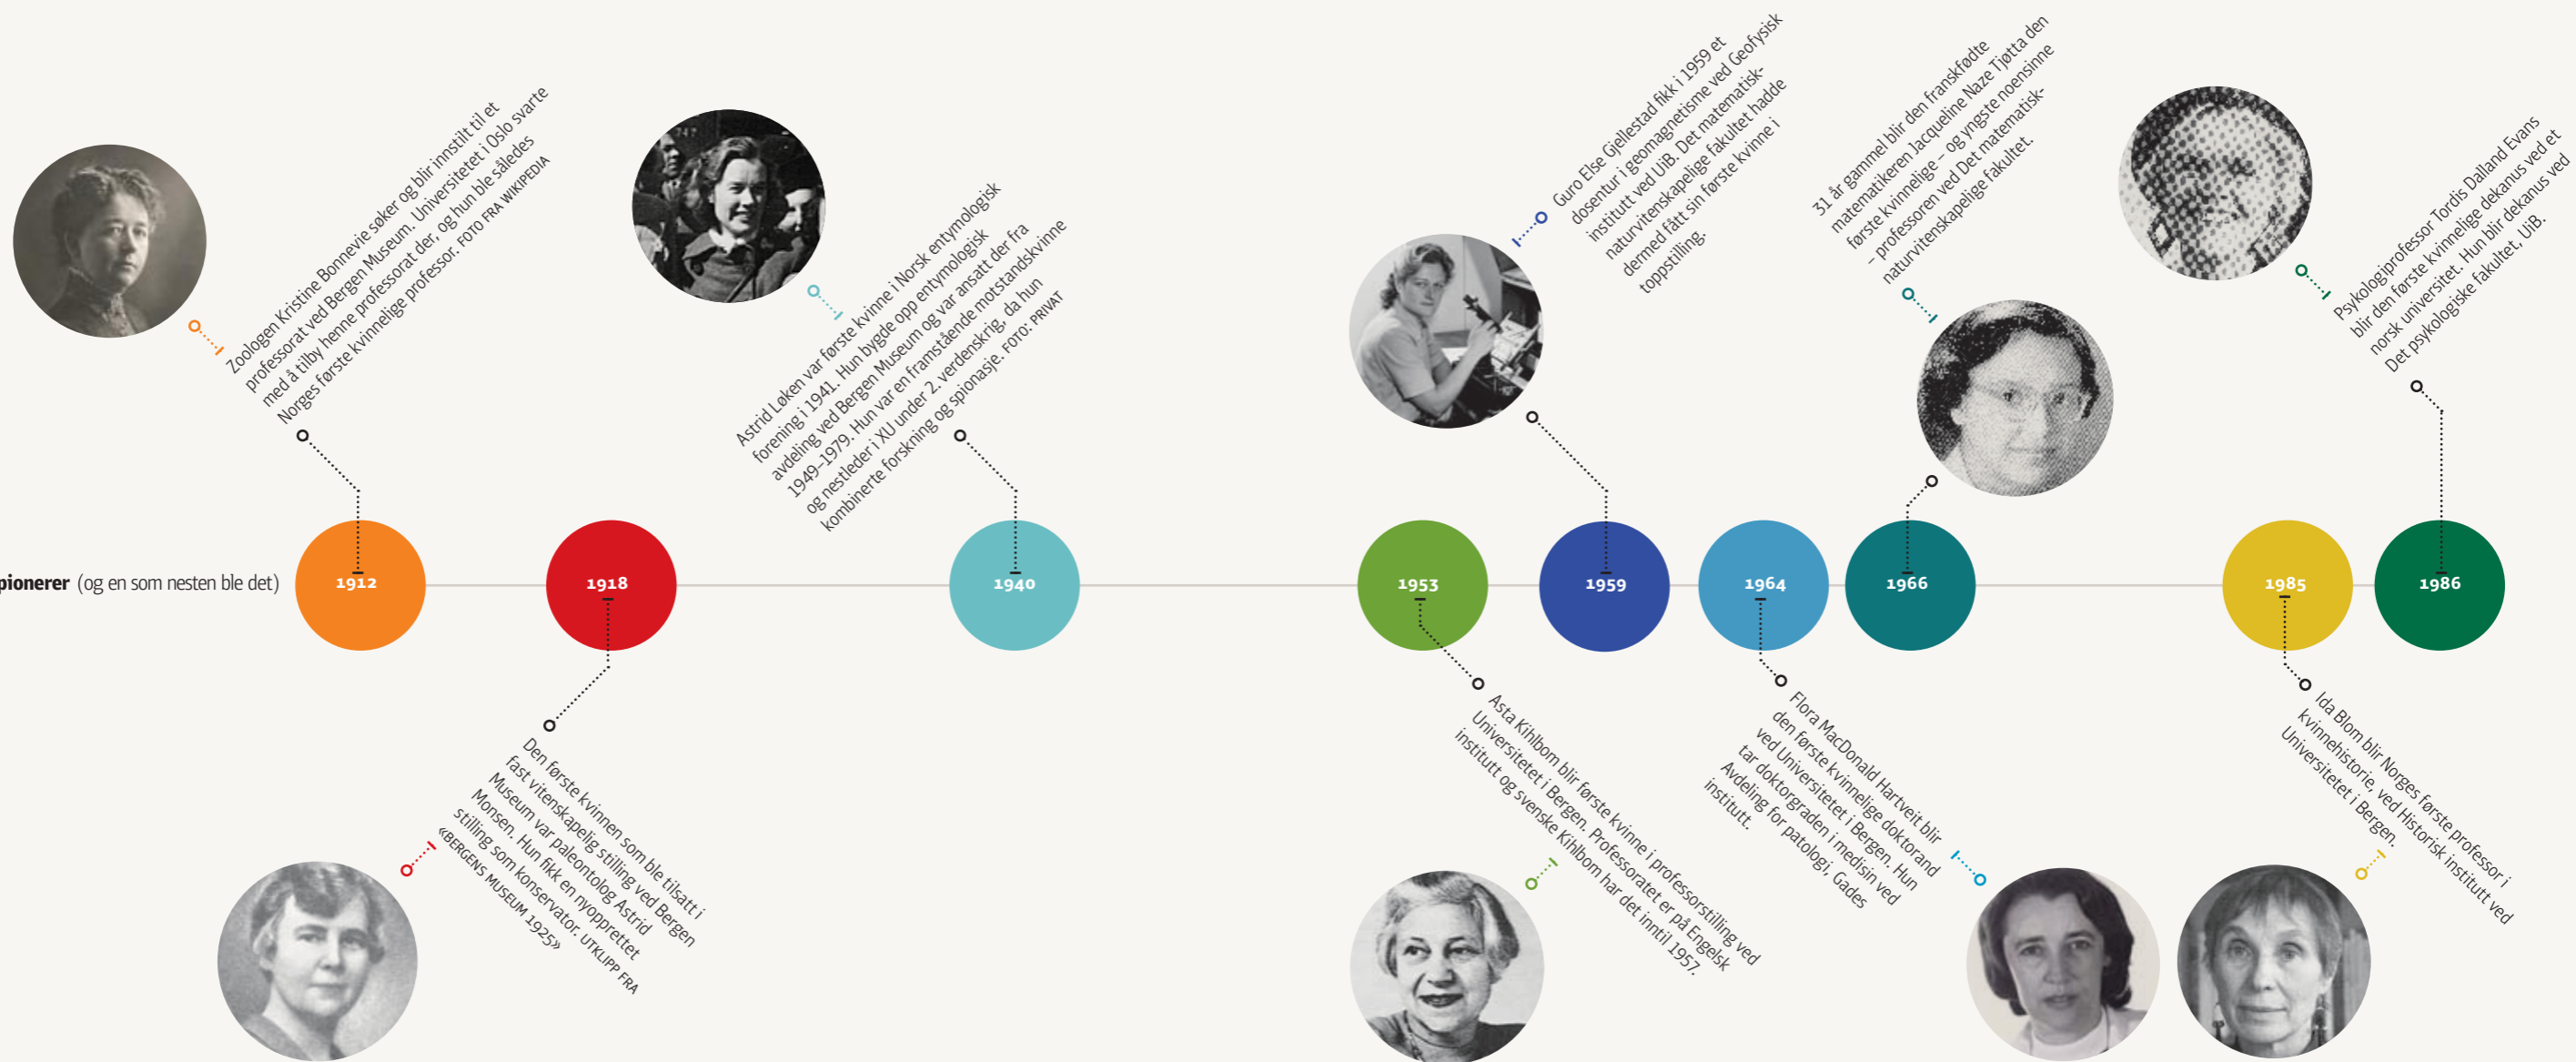 pionerer (og en som nesten ble det)
1912
Zoologen Kristine Bonnevie søker og blir innstilt til et
professorat ved Bergen Museum. Universitetet i Oslo svarte
med å tilby henne professorat der, og hun ble således
Norges første kvinnelige professor. FOTO FRA WIKIPEDIA
1918
Den første kvinnen som ble tilsatt i
fast vitenskapelig stilling ved Bergen
Museum var paleontolog Astrid
Monsen. Hun fikk en nyopprettet
stilling som konservator. UTKLIPP FRA
«BERGENS MUSEUM 1925»
1940
Astrid Løken var første kvinne i Norsk entymologisk
forening i 1941. Hun bygde opp entymologisk
avdeling ved Bergen Museum og var ansatt der fra
1949–1979. Hun var en framstående motstandskvinne
og nestleder i XU under 2. verdenskrig, da hun
kombinerte forskning og spionasje. FOTO: PRIVAT
747
1953
Asta Kihlbom blir første kvinne i professorstilling ved
Universitetet i Bergen. Professoratet er på Engelsk
institutt og svenske Kihlbom har det inntil 1957.
1959
Guro Else Gjellestad fikk i 1959 et
dosentur i geomagnetisme ved Geofysisk
institutt ved UiB. Det matematisk-
naturvitenskapelige fakultet hadde
dermed fått sin første kvinne i
toppstilling.
1964
Flora MacDonald Hartveit blir
den første kvinnelige doktorand
ved Universitetet i Bergen. Hun
tar doktorgraden i medisin ved
Avdeling for patologi, Gades
institutt.
1966
31 år gammel blir den franskfødte
matematikeren Jacqueline Naze Tjøtta den
første kvinnelige – og yngste noensinne
– professoren ved Det matematisk-
naturvitenskapelige fakultet.
1985
Ida Blom blir Norges første professor i
kvinnehistorie, ved Historisk institutt ved
Universitetet i Bergen.
1986
Psykologiprofessor Tordis Dalland Evans
blir den første kvinnelige dekanus ved et
norsk universitet. Hun blir dekanus ved
Det psykologiske fakultet, UiB.